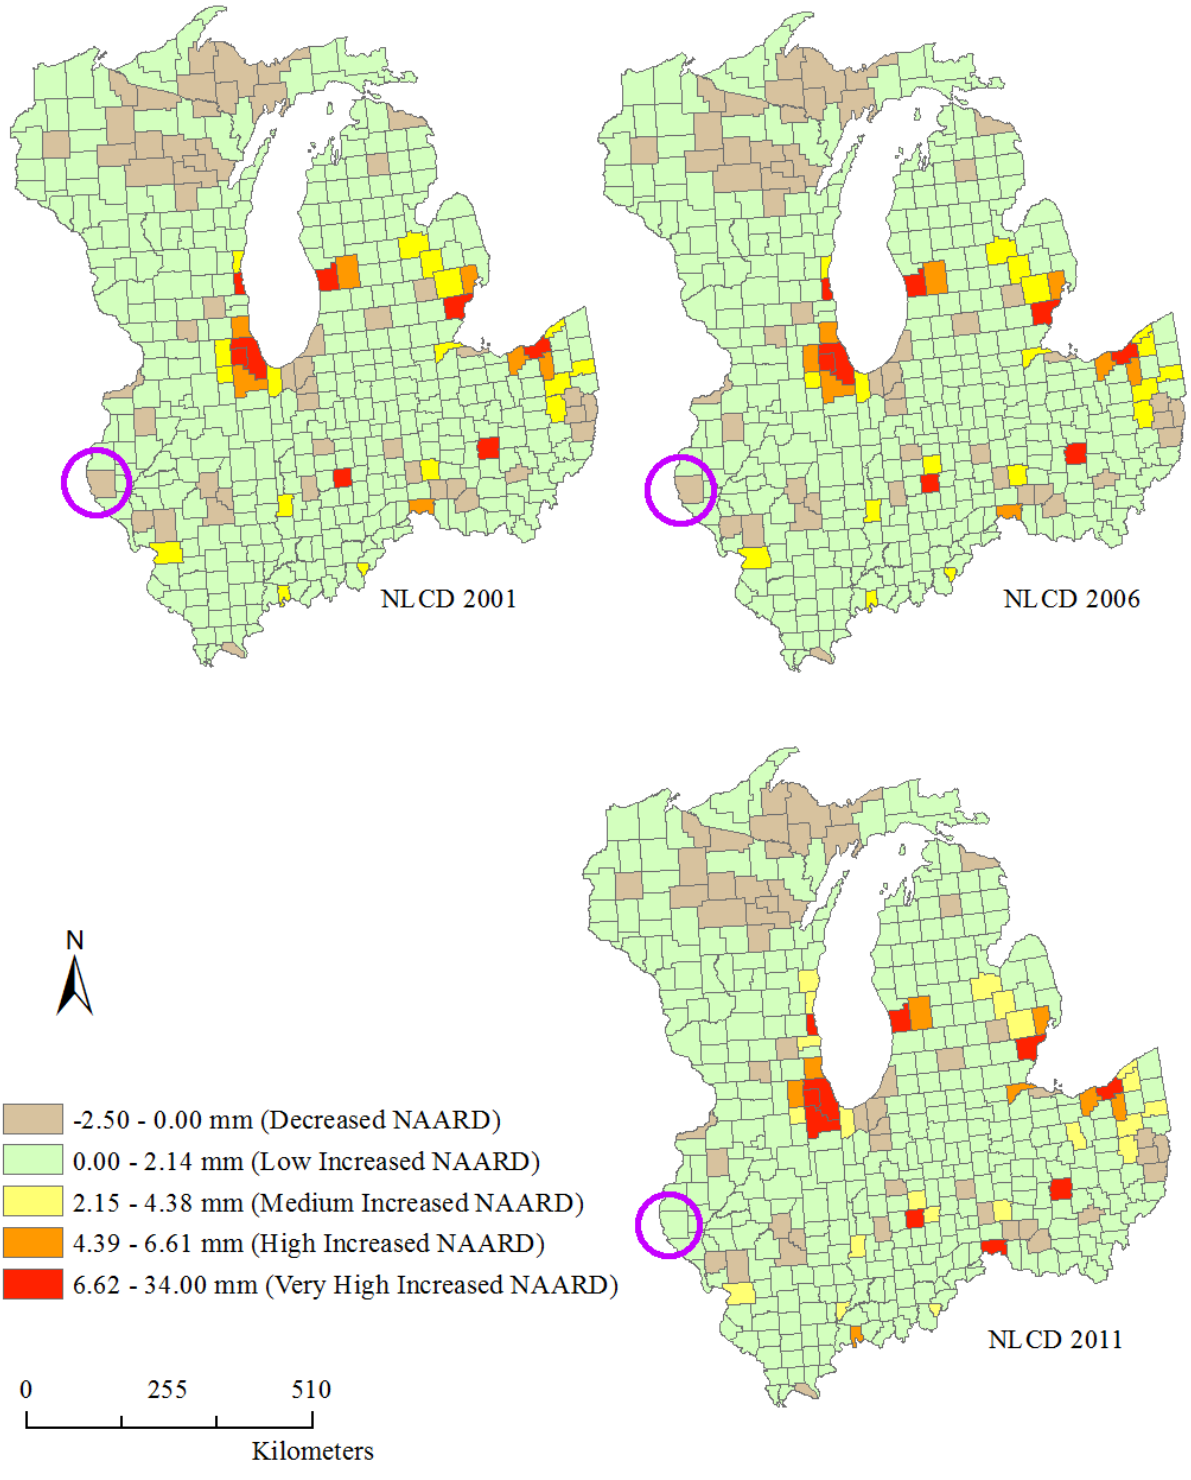 NLCD 2001
NLCD 2006
N
-2.50 - 0.00 mm (Decreased NAARD)
0.00 - 2.14 mm (Low Increased NAARD)
2.15 - 4.38 mm (Medium Increased NAARD)
4.39 - 6.61 mm (High Increased NAARD)
6.62 - 34.00 mm (Very High Increased NAARD)
NLCD 2011
0 255 510
Kilometers